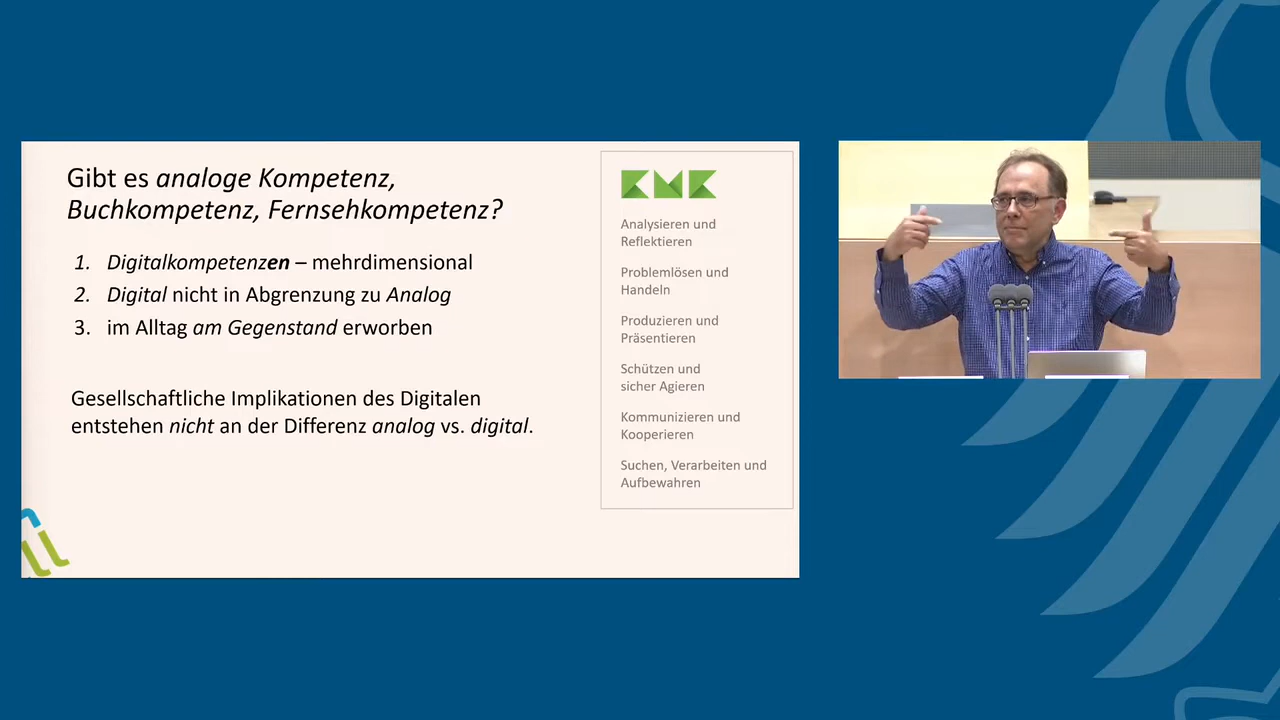 Gibt es analoge Kompetenz,
Buchkompetenz, Fernsehkompetenz?
1. Digitalkompetenzen – mehrdimensional
2. Digital nicht in Abgrenzung zu Analog
3. im Alltag am Gegenstand erworben
Gesellschaftliche Implikationen des Digitalen
entstehen nicht an der Differenz analog vs. digital.
KMK
Analysieren und
Reflektieren
Problemlösen und
Handeln
Produzieren und
Präsentieren
Schützen und
sicher Agieren
Kommunizieren und
Kooperieren
Suchen, Verarbeiten und
Aufbewahren